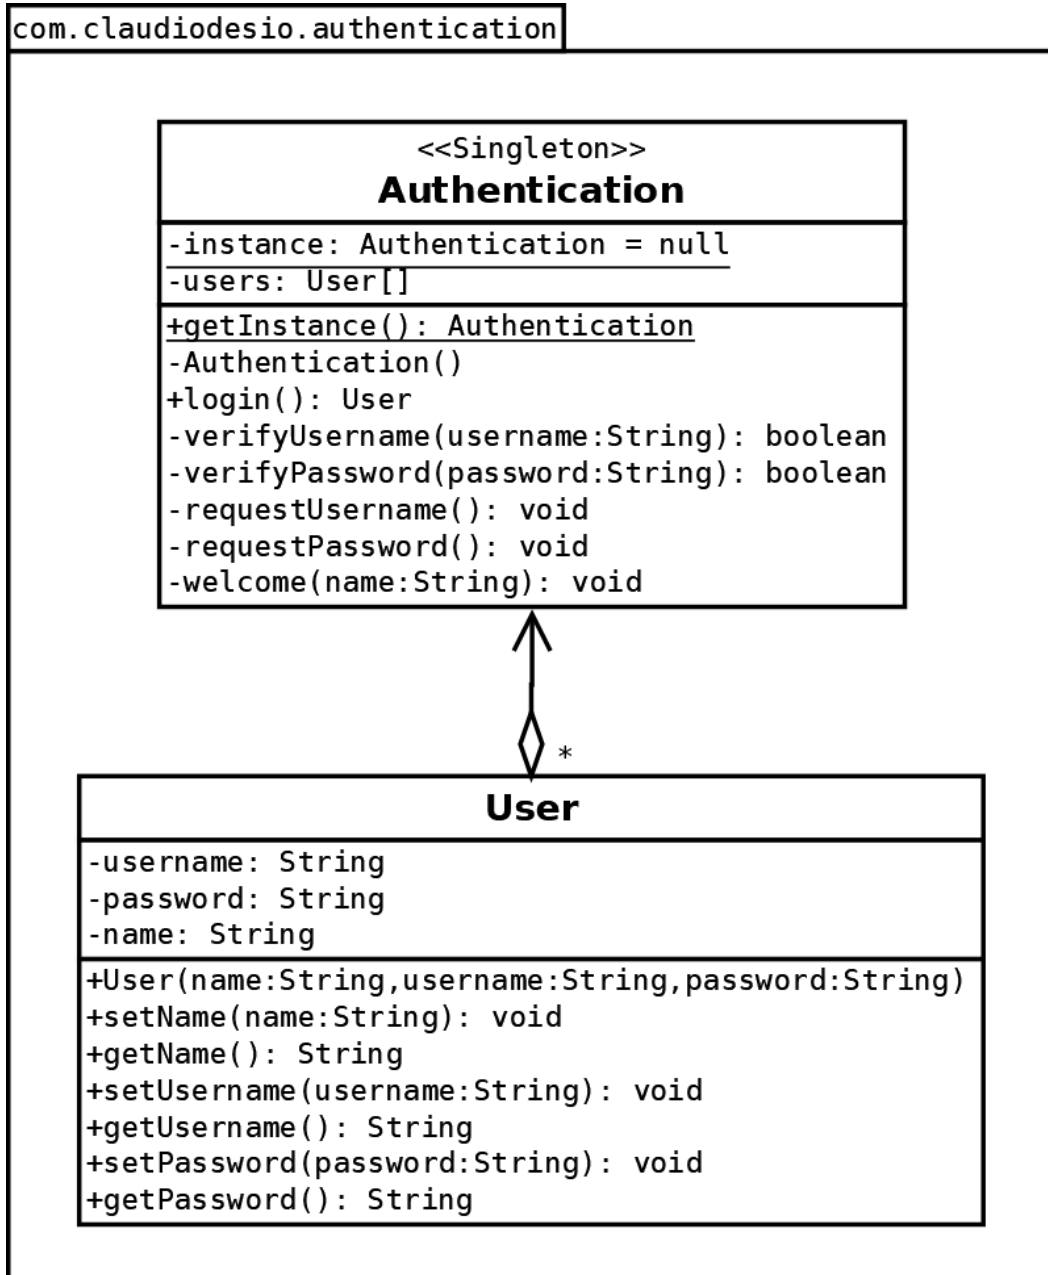 com.claudiodesio.authentication
<<Singleton>>
Authentication
-instance: Authentication = null
-users: User[]
+getInstance(): Authentication
-Authentication()
+login(): User
-verifyUsername(username:String): boolean
-verifyPassword(password:String): boolean
-requestUsername(): void
-requestPassword(): void
-welcome(name:String): void
*
User
-username: String
-password: String
-name: String
+User(name:String,username:String,password:String)
+setName(name:String): void
+getName(): String
+setUsername(username:String): void
+getUsername(): String
+setPassword(password:String): void
+getPassword(): String